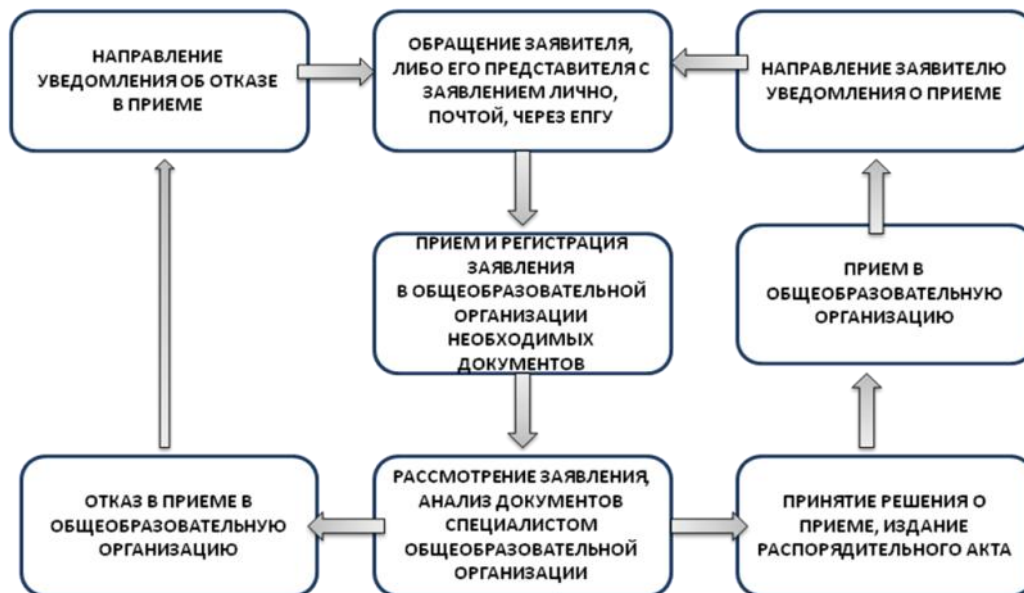 НАПРАВЛЕНИЕ
УВЕДОМЛЕНИЯ ОБ ОТКАЗЕ
В ПРИЕМЕ
ОБРАЩЕНИЕ ЗАЯВИТЕЛЯ,
ЛИБО ЕГО ПРЕДСТАВИТЕЛЯ С
ЗАЯВЛЕНИЕМ ЛИЧНО,
ПОЧТОЙ, ЧЕРЕЗ ЕПГУ
НАПРАВЛЕНИЕ ЗАЯВИТЕЛЮ
УВЕДОМЛЕНИЯ О ПРИЕМЕ
ПРИЕМ И РЕГИСТРАЦИЯ
ЗАЯВЛЕНИЯ
В ОБЩЕОБРАЗОВАТЕЛЬНОЙ
ОРГАНИЗАЦИИ
НЕОБХОДИМЫХ
ДОКУМЕНТОВ
ПРИЕМ В
ОБЩЕОБРАЗОВАТЕЛЬНУЮ
ОРГАНИЗАЦИЮ
ОТКАЗ В ПРИЕМЕ В
ОБЩЕОБРАЗОВАТЕЛЬНУЮ
ОРГАНИЗАЦИЮ
РАССМОТРЕНИЕ ЗАЯВЛЕНИЯ,
АНАЛИЗ ДОКУМЕНТОВ
СПЕЦИАЛИСТОМ
ОБЩЕОБРАЗОВАТЕЛЬНОЙ
ОРГАНИЗАЦИИ
ПРИНЯТИЕ РЕШЕНИЯ О
ПРИЕМЕ, ИЗДАНИЕ
РАСПОРЯДИТЕЛЬНОГО АКТА